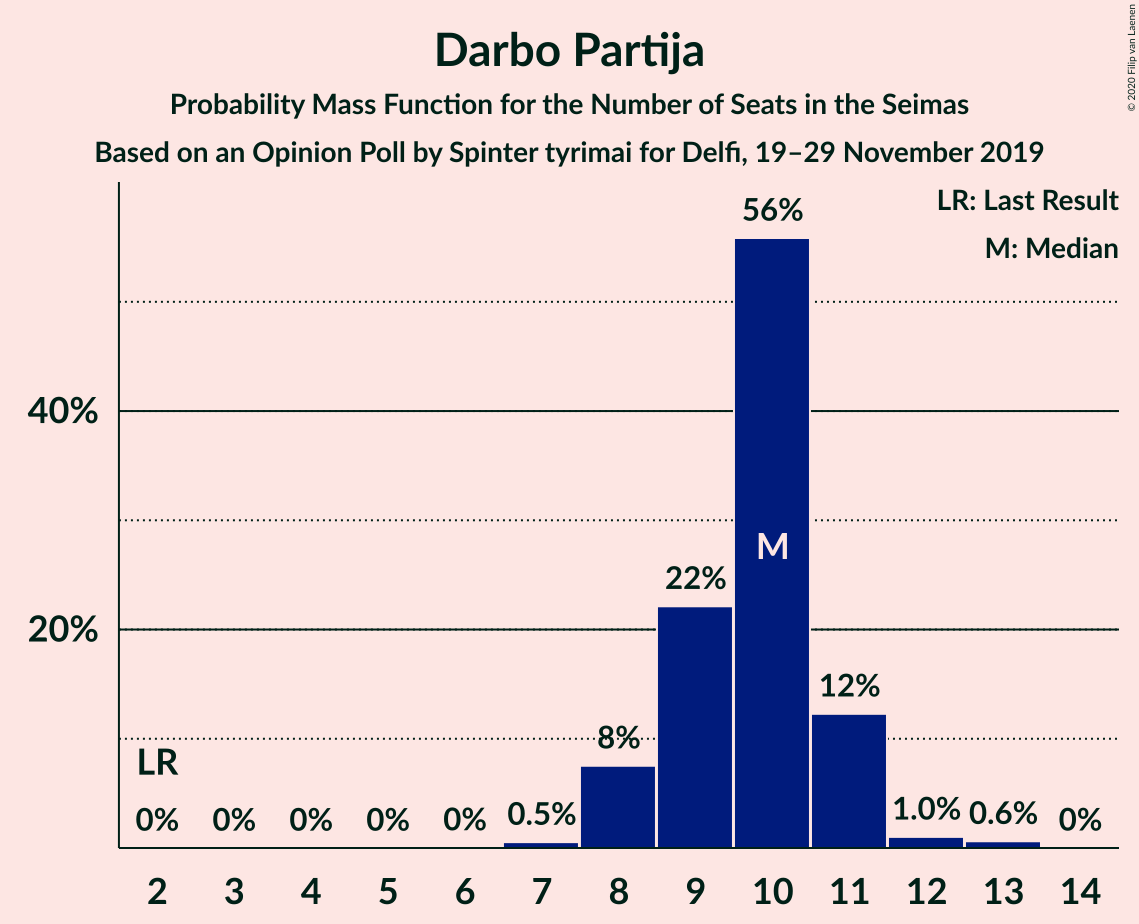 Darbo Partija
Probability Mass Function for the Number of Seats in the Seimas
Based on an Opinion Poll by Spinter tyrimai for Delfi, 19–29 November 2019
© 2020 Filip van Laenen
LR: Last Result
M: Median
56%
40%
M
22%
20%
12%
8%
LR
0% 0% 0% 0% 0% 0.5% 1.0% 0.6% 0%
2 3 4 5 6 7 8 9 10 11 12 13 14